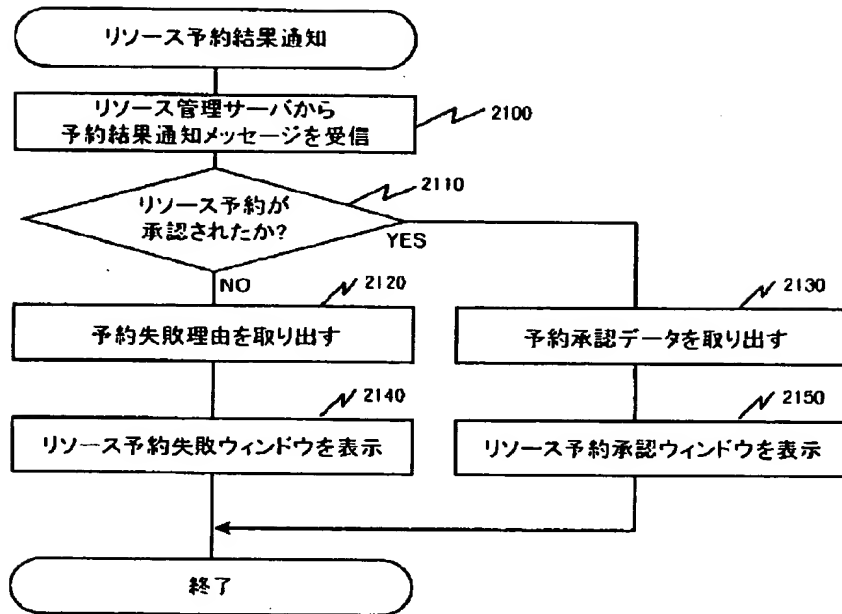 リソース予約結果通知
リソース管理サーバから
予約結果通知メッセージを受信
2100
2110
リソース予約が
承認されたか?
YES
NO
2120
2130
予約失敗理由を取り出す
予約承認データを取り出す
2140
2150
リソース予約失敗ウィンドウを表示
リソース予約承認ウィンドウを表示
終了